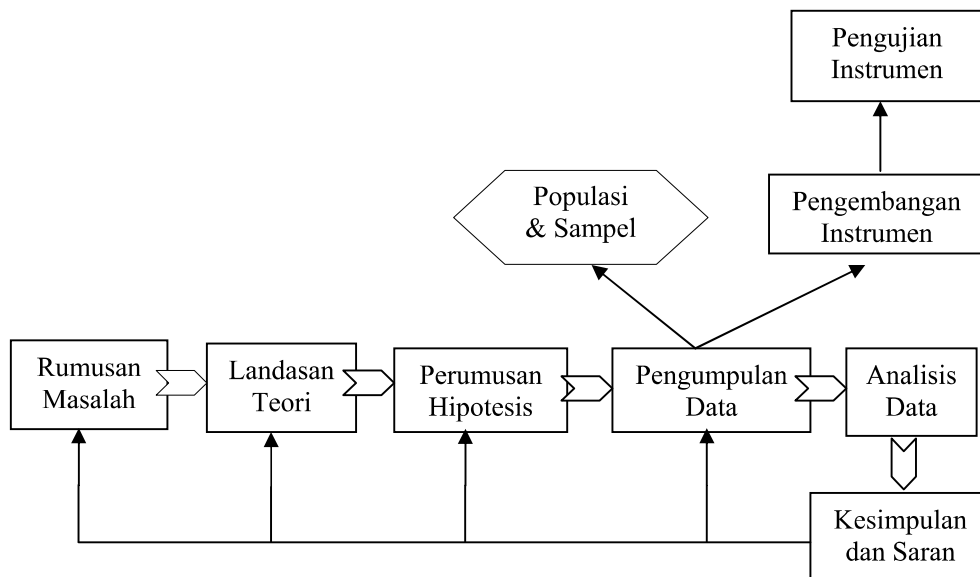 Pengujian
Instrumen
Populasi
& Sampel
Pengembangan
Instrumen
Rumusan
Masalah
Landasan
Teori
Perumusan
Hipotesis
Pengumpulan
Data
Analisis
Data
Kesimpulan
dan Saran